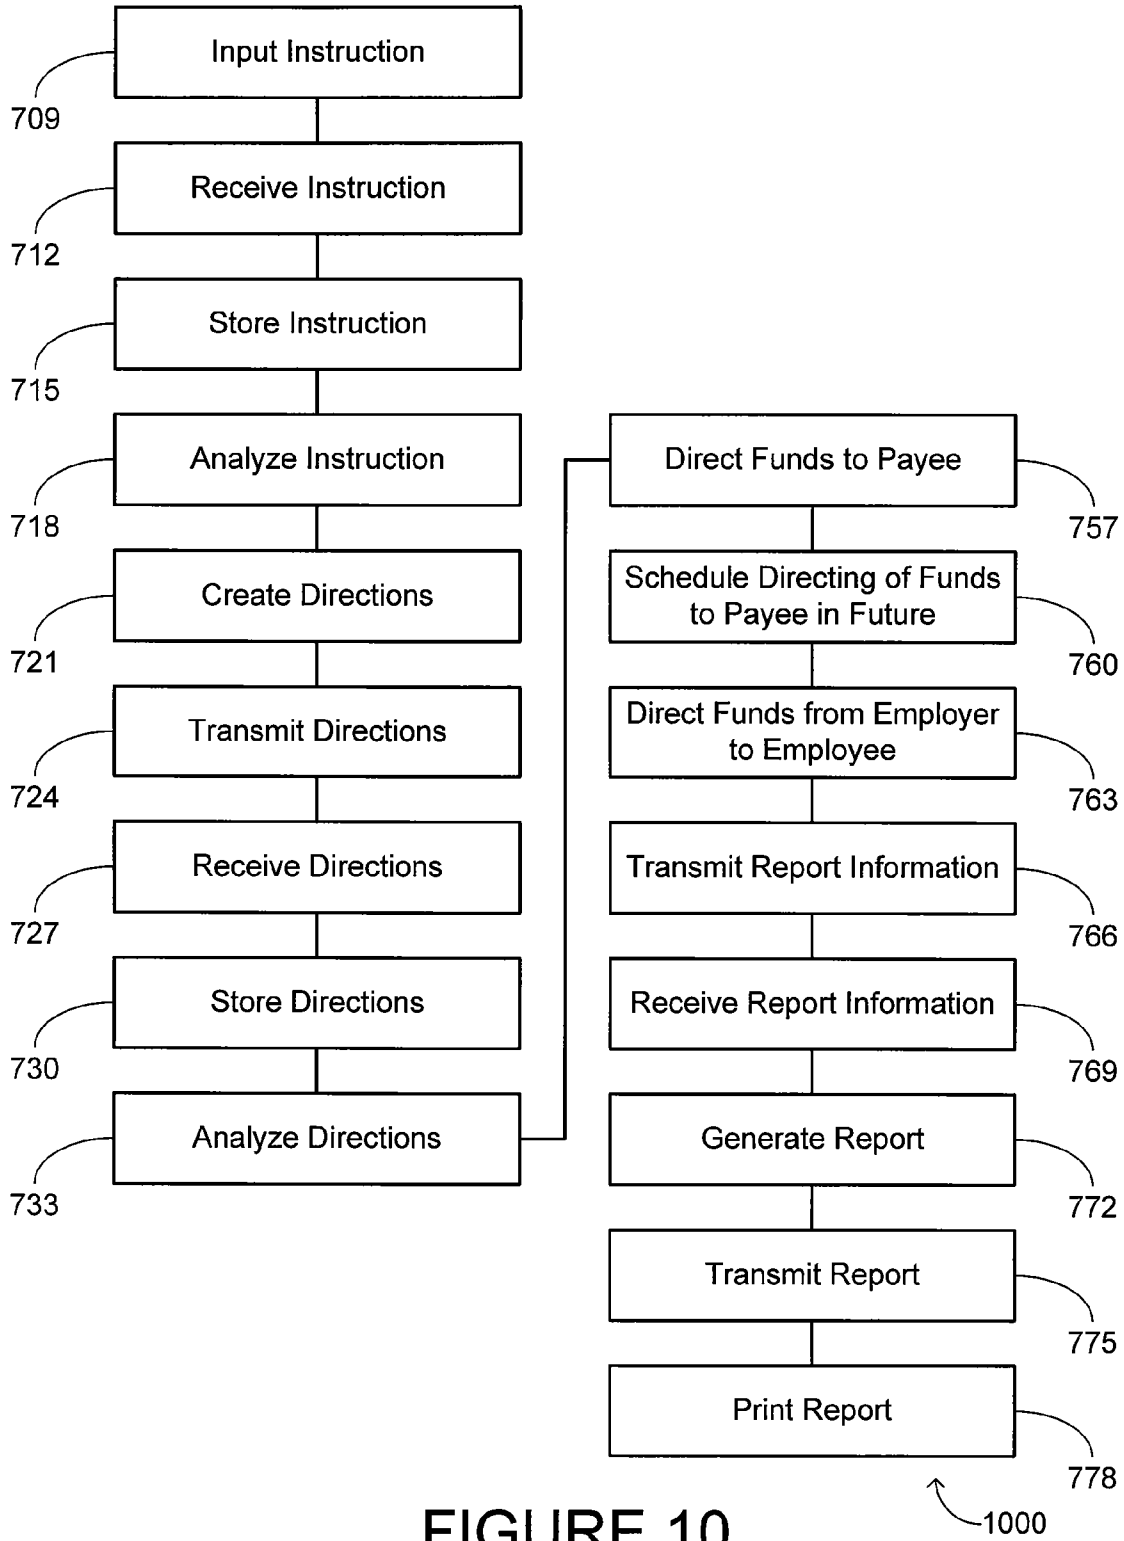 Input Instruction
709
Receive Instruction
712
Store Instruction
715
Analyze Instruction
718
Create Directions
721
Transmit Directions
724
Receive Directions
727
Store Directions
730
Analyze Directions
733
Direct Funds to Payee
757
Schedule Directing of Funds
to Payee in Future
760
Direct Funds from Employer
to Employee
763
Transmit Report Information
766
Receive Report Information
769
Generate Report
772
Transmit Report
775
Print Report
778
1000
FIGURE 10